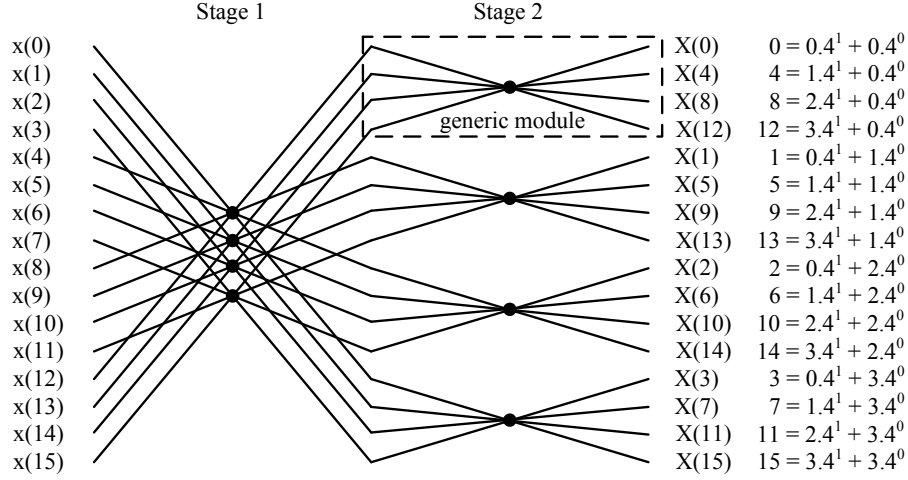 Stage 1 Stage 2
x(0) X(0) 0 = 0.4¹ + 0.4⁰
x(1) X(4) 4 = 1.4¹ + 0.4⁰
x(2) X(8) 8 = 2.4¹ + 0.4⁰
generic module
x(3) X(12) 12 = 3.4¹ + 0.4⁰
x(4) X(1) 1 = 0.4¹ + 1.4⁰
x(5) X(5) 5 = 1.4¹ + 1.4⁰
x(6) X(9) 9 = 2.4¹ + 1.4⁰
x(7) X(13) 13 = 3.4¹ + 1.4⁰
x(8) X(2) 2 = 0.4¹ + 2.4⁰
x(9) X(6) 6 = 1.4¹ + 2.4⁰
x(10) X(10) 10 = 2.4¹ + 2.4⁰
x(11) X(14) 14 = 3.4¹ + 2.4⁰
x(12) X(3) 3 = 0.4¹ + 3.4⁰
x(13) X(7) 7 = 1.4¹ + 3.4⁰
x(14) X(11) 11 = 2.4¹ + 3.4⁰
x(15) X(15) 15 = 3.4¹ + 3.4⁰